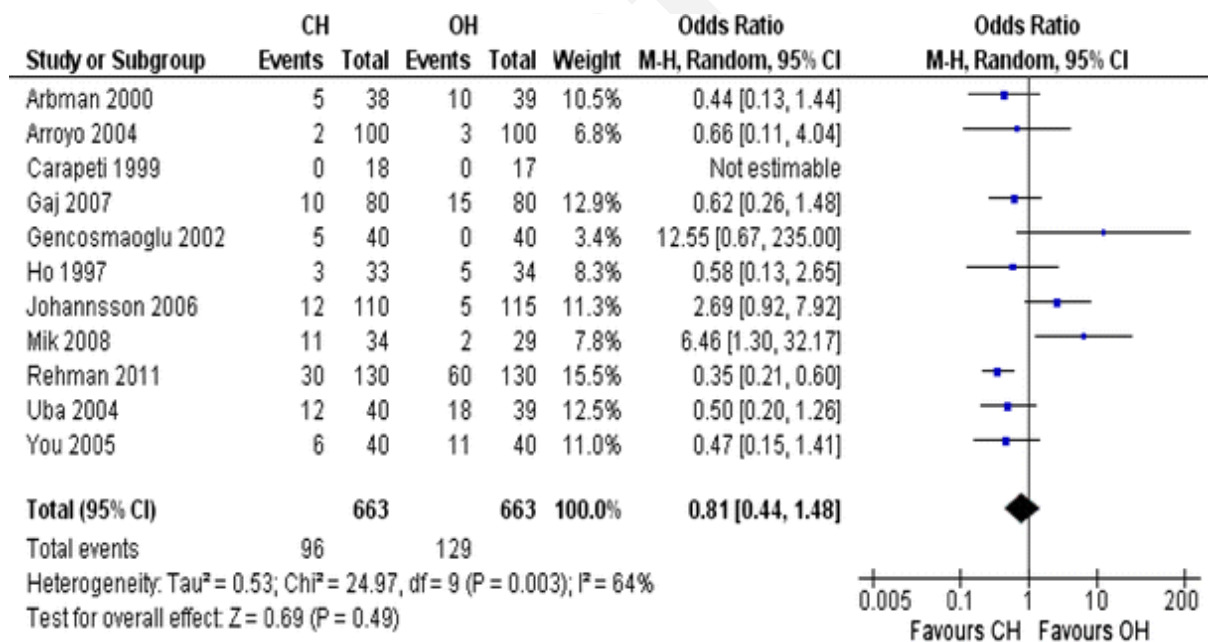 CH OH Odds Ratio Odds Ratio
Study or Subgroup Events Total Events Total Weight M-H, Random, 95% CI M-H, Random, 95% CI
Arbman 2000 5 38 10 39 10.5% 0.44 [0.13, 1.44]
Arroyo 2004 2 100 3 100 6.8% 0.66 [0.11, 4.04]
Carapeti 1999 0 18 0 17 Not estimable
Gaj 2007 10 80 15 80 12.9% 0.62 [0.26, 1.48]
Gencosmaoglu 2002 5 40 0 40 3.4% 12.55 [0.67, 235.00]
Ho 1997 3 33 5 34 8.3% 0.58 [0.13, 2.65]
Johannsson 2006 12 110 5 115 11.3% 2.69 [0.92, 7.92]
Mik 2008 11 34 2 29 7.8% 6.46 [1.30, 32.17]
Rehman 2011 30 130 60 130 15.5% 0.35 [0.21, 0.60]
Uba 2004 12 40 18 39 12.5% 0.50 [0.20, 1.26]
You 2005 6 40 11 40 11.0% 0.47 [0.15, 1.41]
Total (95% CI) 663 663 100.0% 0.81 [0.44, 1.48]
Total events 96 129
Heterogeneity: Tau² = 0.53; Chi² = 24.97, df = 9 (P = 0.003); I² = 64%
Test for overall effect: Z = 0.69 (P = 0.49)
0.005 0.1 1 10 200
Favours CH Favours OH